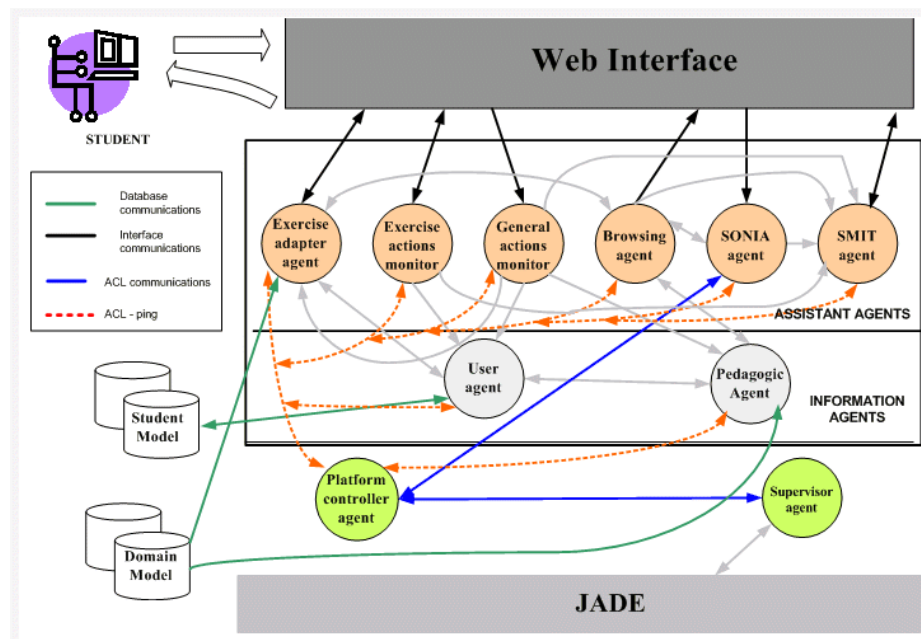 Web Interface
STUDENT
Database
communications
Interface
communications
ACL communications
ACL - ping
Exercise
adapter
agent
Exercise
actions
monitor
General
actions
monitor
Browsing
agent
SONIA
agent
SMIT
agent
ASSISTANT AGENTS
User
agent
Pedagogic
Agent
INFORMATION
AGENTS
Student
Model
Platform
controller
agent
Supervisor
agent
Domain
Model
JADE